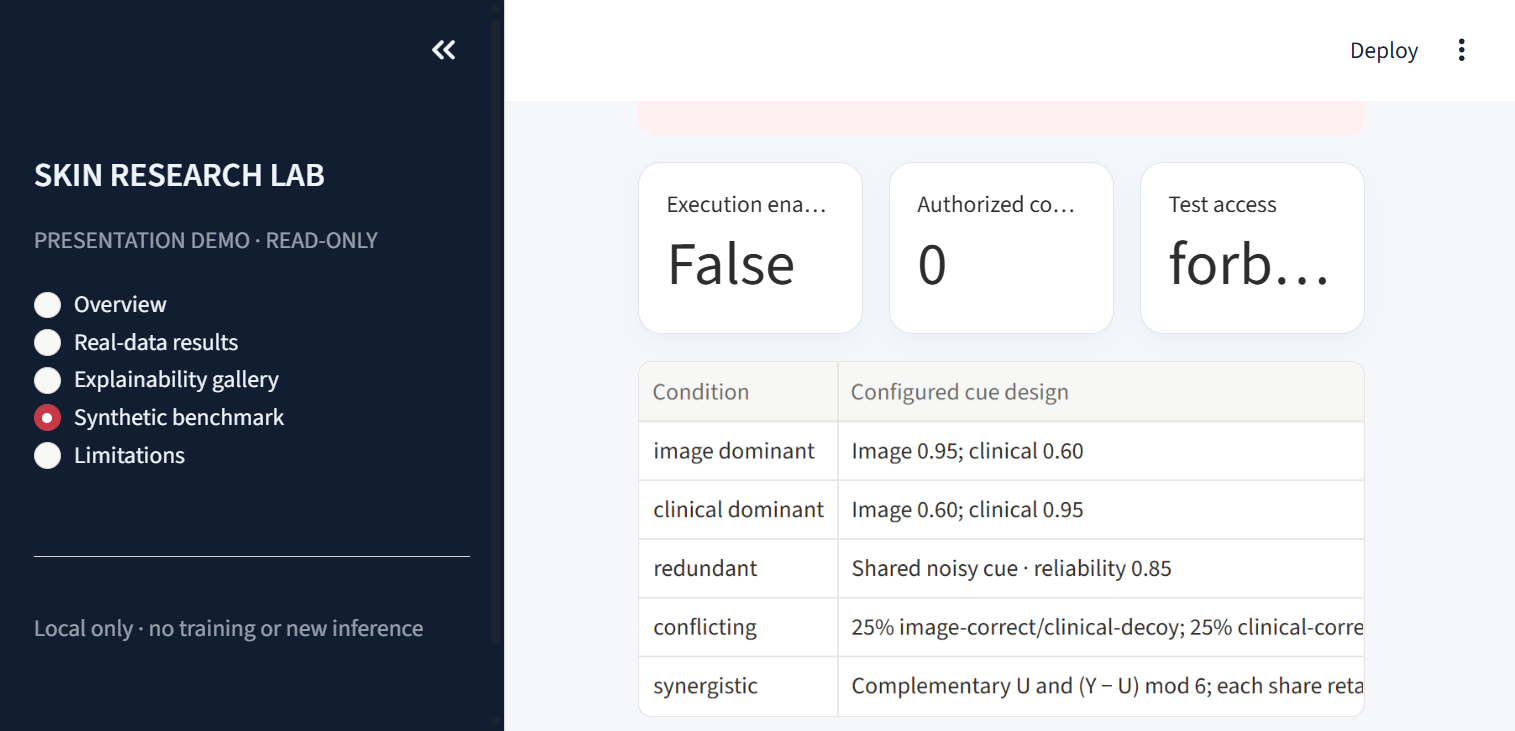 SKIN RESEARCH LAB
PRESENTATION DEMO · READ-ONLY
Overview
Real-data results
Explainability gallery
Synthetic benchmark
Limitations
Local only · no training or new inference
Deploy
Execution ena…
False
Authorized co…
0
Test access
forb…
Condition
Configured cue design
image dominant
Image 0.95; clinical 0.60
clinical dominant
Image 0.60; clinical 0.95
redundant
Shared noisy cue · reliability 0.85
conflicting
25% image-correct/clinical-decoy; 25% clinical-corre
synergistic
Complementary U and (Y − U) mod 6; each share reta